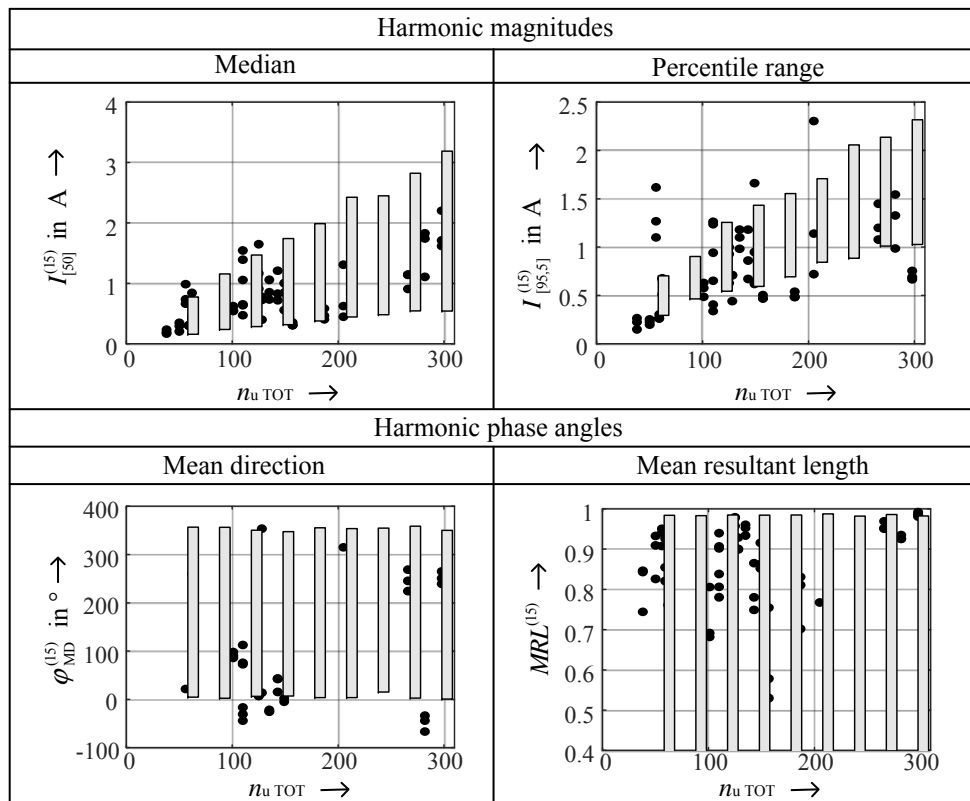 Harmonic magnitudes
Median
Percentile range
4
3
2
1
0
0 100 200 300
I[50](15) in A →
nu TOT →
2.5
2
1.5
1
0.5
0
0 100 200 300
I[95,5](15) in A →
nu TOT →
Harmonic phase angles
Mean direction
Mean resultant length
400
300
200
100
0
-100
0 100 200 300
φMD(15) in ° →
nu TOT →
1
0.9
0.8
0.7
0.6
0.5
0.4
0 100 200 300
MRL(15) →
nu TOT →